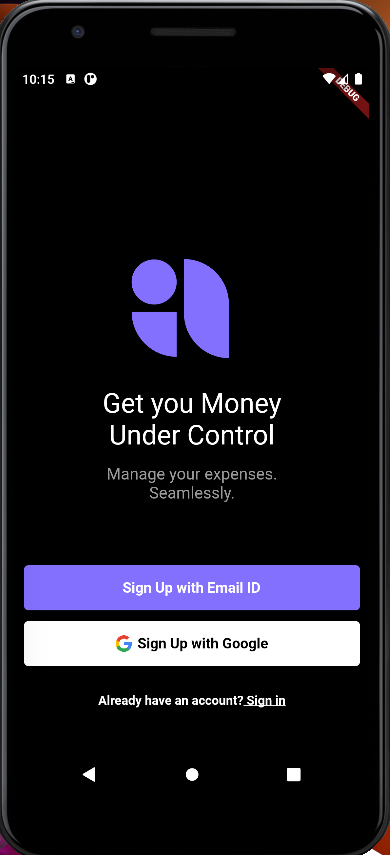 10:15
DEBUG
Get you Money
Under Control
Manage your expenses.
Seamlessly.
Sign Up with Email ID
Sign Up with Google
Already have an account? Sign in